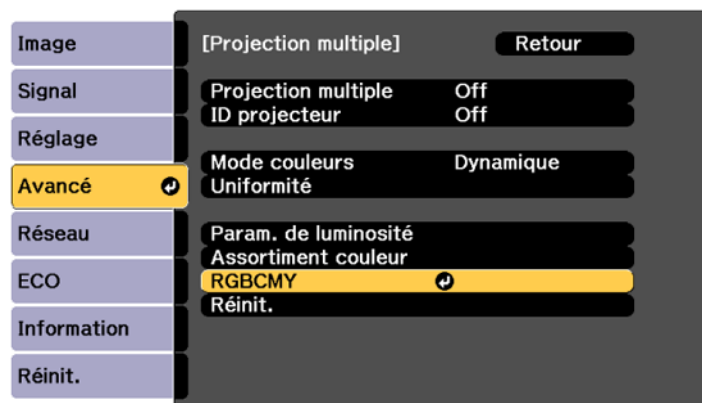 Image
Signal
Réglage
Avancé
Réseau
ECO
Information
Réinit.
[Projection multiple] Retour
Projection multiple Off
ID projecteur Off
Mode couleurs Dynamique
Uniformité
Param. de luminosité
Assortiment couleur
RGBCMY
Réinit.